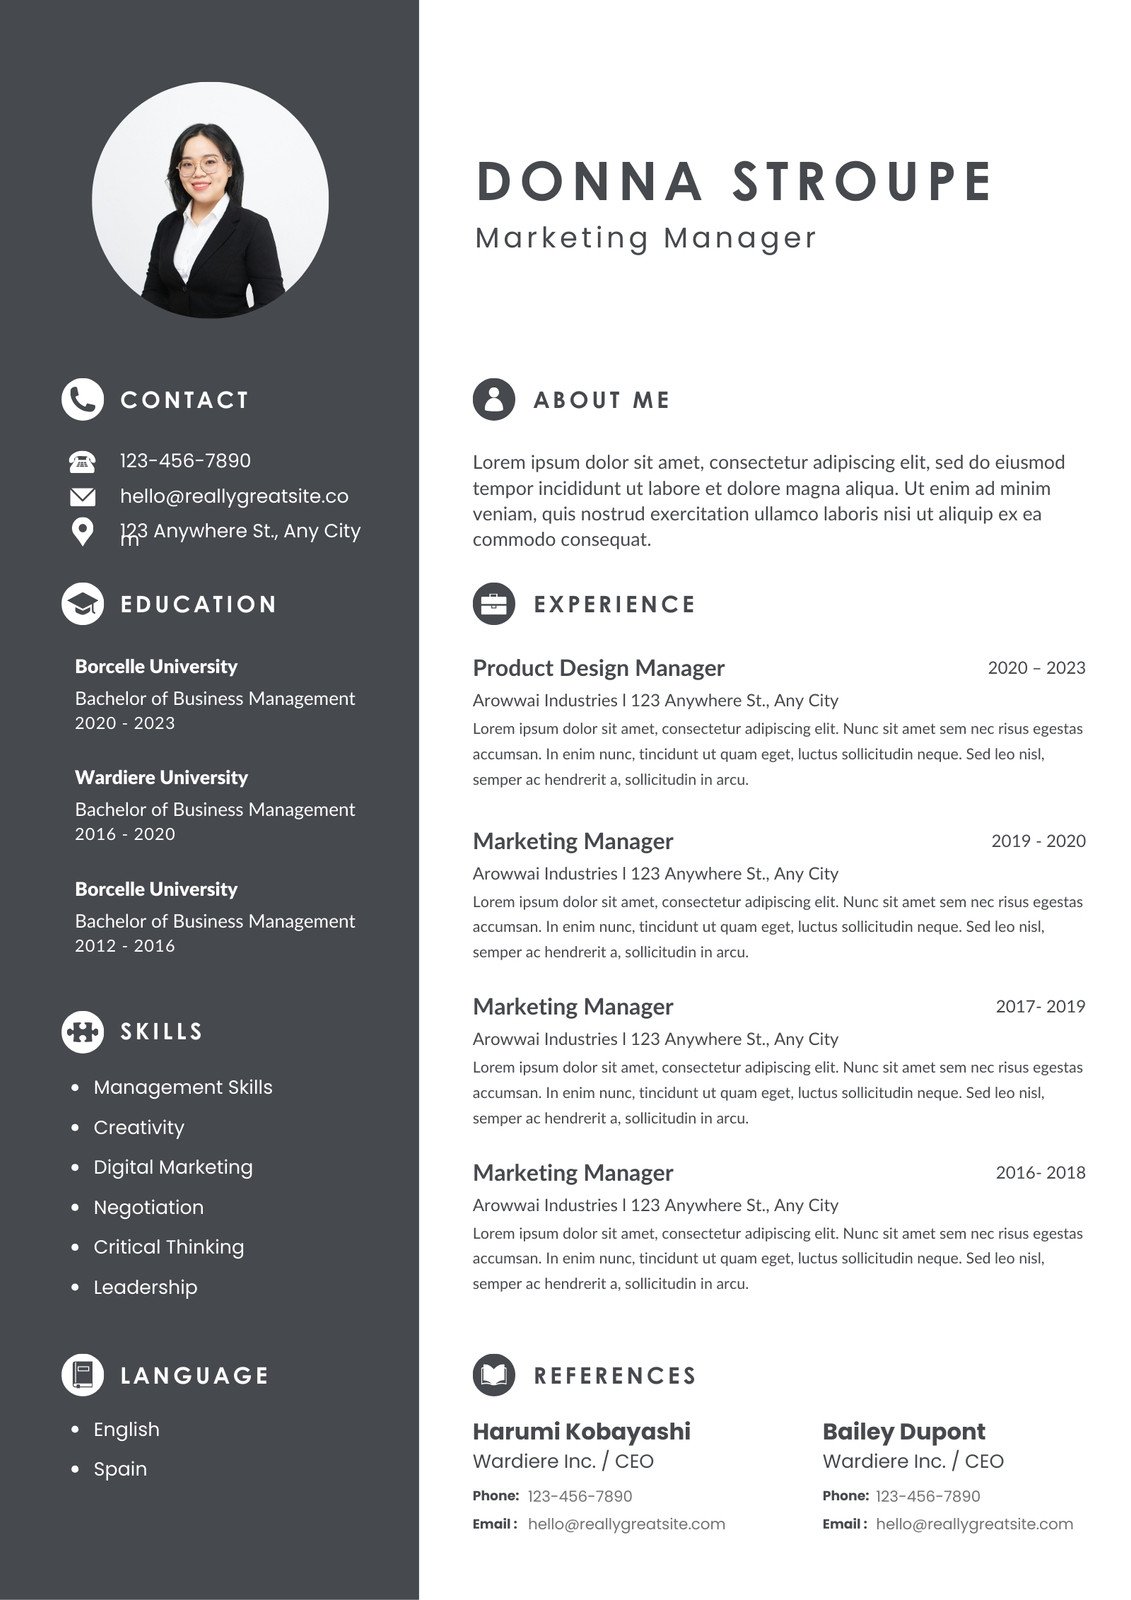 DONNA STROUPE
Marketing Manager
CONTACT
123-456-7890
hello@reallygreatsite.co
m
123 Anywhere St., Any City
EDUCATION
Borcelle University
Bachelor of Business Management
2020 - 2023
Wardiere University
Bachelor of Business Management
2016 - 2020
Borcelle University
Bachelor of Business Management
2012 - 2016
SKILLS
• Management Skills
• Creativity
• Digital Marketing
• Negotiation
• Critical Thinking
• Leadership
LANGUAGE
• English
• Spain
ABOUT ME
Lorem ipsum dolor sit amet, consectetur adipiscing elit, sed do eiusmod
tempor incididunt ut labore et dolore magna aliqua. Ut enim ad minim
veniam, quis nostrud exercitation ullamco laboris nisi ut aliquip ex ea
commodo consequat.
EXPERIENCE
Product Design Manager 2020 – 2023
Arowwai Industries l 123 Anywhere St., Any City
Lorem ipsum dolor sit amet, consectetur adipiscing elit. Nunc sit amet sem nec risus egestas
accumsan. In enim nunc, tincidunt ut quam eget, luctus sollicitudin neque. Sed leo nisl,
semper ac hendrerit a, sollicitudin in arcu.
Marketing Manager 2019 - 2020
Arowwai Industries l 123 Anywhere St., Any City
Lorem ipsum dolor sit amet, consectetur adipiscing elit. Nunc sit amet sem nec risus egestas
accumsan. In enim nunc, tincidunt ut quam eget, luctus sollicitudin neque. Sed leo nisl,
semper ac hendrerit a, sollicitudin in arcu.
Marketing Manager 2017- 2019
Arowwai Industries l 123 Anywhere St., Any City
Lorem ipsum dolor sit amet, consectetur adipiscing elit. Nunc sit amet sem nec risus egestas
accumsan. In enim nunc, tincidunt ut quam eget, luctus sollicitudin neque. Sed leo nisl,
semper ac hendrerit a, sollicitudin in arcu.
Marketing Manager 2016- 2018
Arowwai Industries l 123 Anywhere St., Any City
Lorem ipsum dolor sit amet, consectetur adipiscing elit. Nunc sit amet sem nec risus egestas
accumsan. In enim nunc, tincidunt ut quam eget, luctus sollicitudin neque. Sed leo nisl,
semper ac hendrerit a, sollicitudin in arcu.
REFERENCES
Harumi Kobayashi
Wardiere Inc. / CEO
Phone: 123-456-7890
Email : hello@reallygreatsite.com
Bailey Dupont
Wardiere Inc. / CEO
Phone: 123-456-7890
Email : hello@reallygreatsite.com